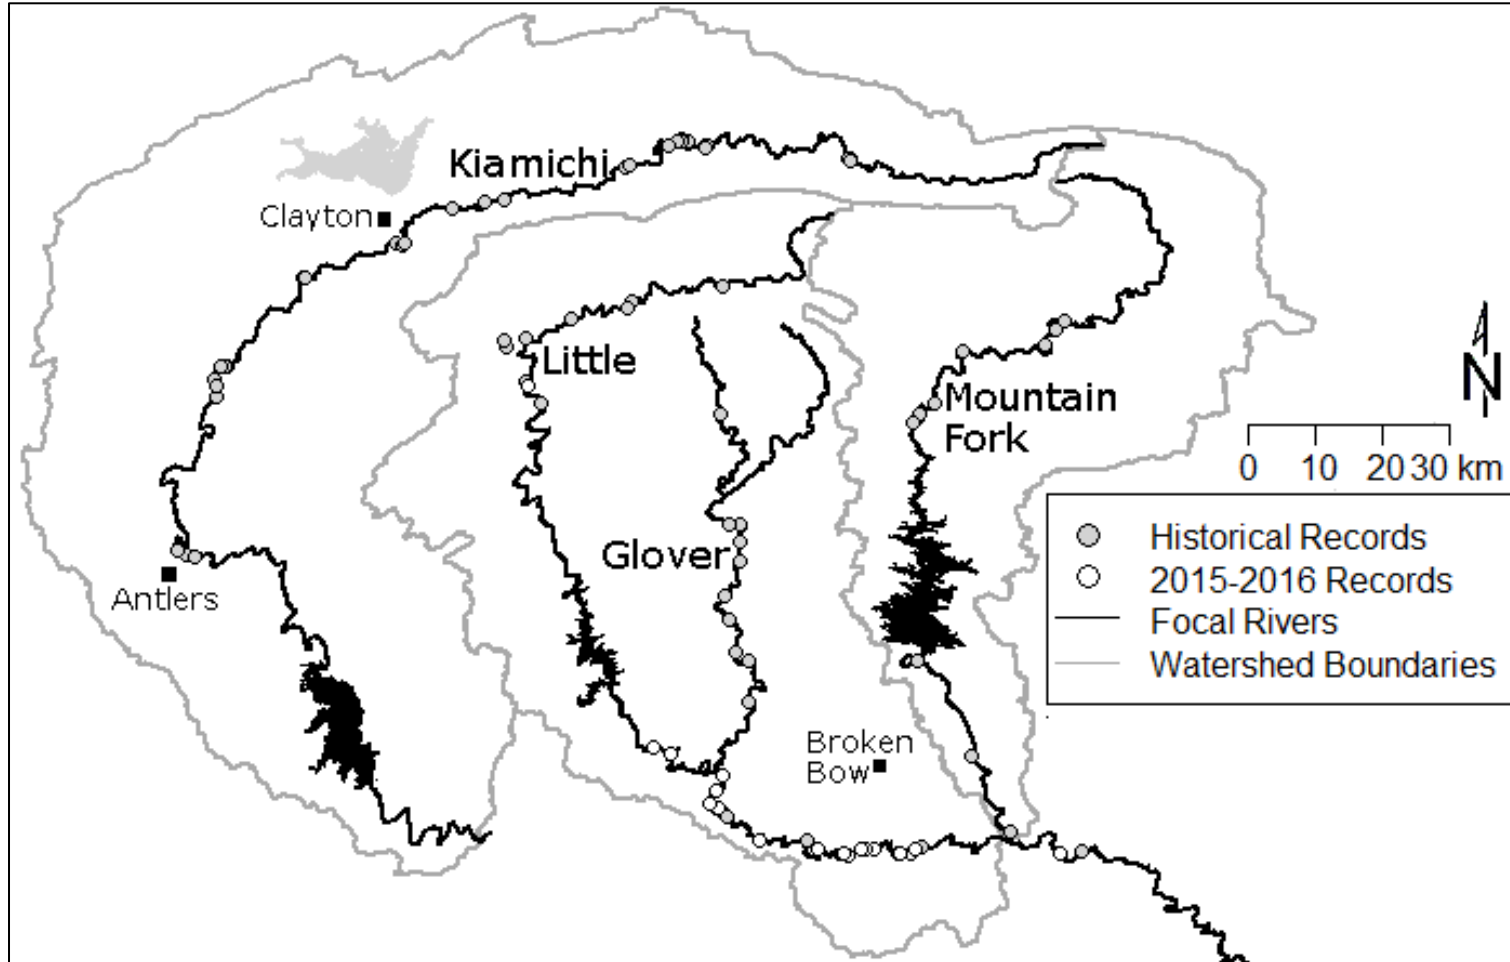 Kiamichi
Clayton
Little
Mountain
Fork
N
0 10 20 30 km
Historical Records
2015-2016 Records
Focal Rivers
Watershed Boundaries
Glover
Antlers
Broken
Bow